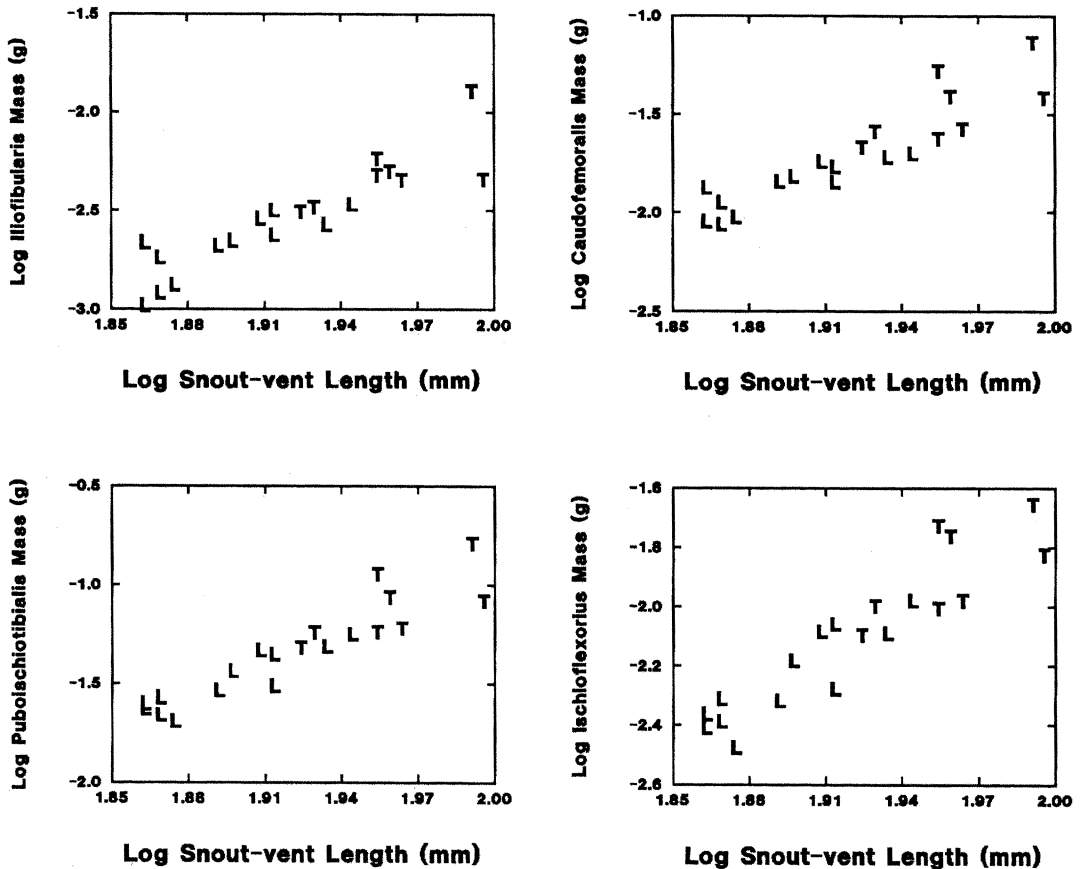 Log Iliofibularis Mass (g)
-1.5
-2.0
-2.5
-3.0
T
T
T
T
T
T
T
T
L
L
L
L
L
L
L
L
L
L
L
L
1.85 1.88 1.91 1.94 1.97 2.00
Log Snout-vent Length (mm)
Log Caudofemoralis Mass (g)
-1.0
-1.5
-2.0
-2.5
T
T
T
T
T
T
T
T
L
L
L
L
L
L
L
L
L
L
L
L
1.85 1.88 1.91 1.94 1.97 2.00
Log Snout-vent Length (mm)
Log Puboischiotibialis Mass (g)
-0.5
-1.0
-1.5
-2.0
T
T
T
T
T
T
T
T
L
L
L
L
L
L
L
L
L
L
L
L
1.85 1.88 1.91 1.94 1.97 2.00
Log Snout-vent Length (mm)
Log Ischioflexorius Mass (g)
-1.6
-1.8
-2.0
-2.2
-2.4
-2.6
T
T
T
T
T
T
T
T
L
L
L
L
L
L
L
L
L
L
L
L
1.85 1.88 1.91 1.94 1.97 2.00
Log Snout-vent Length (mm)